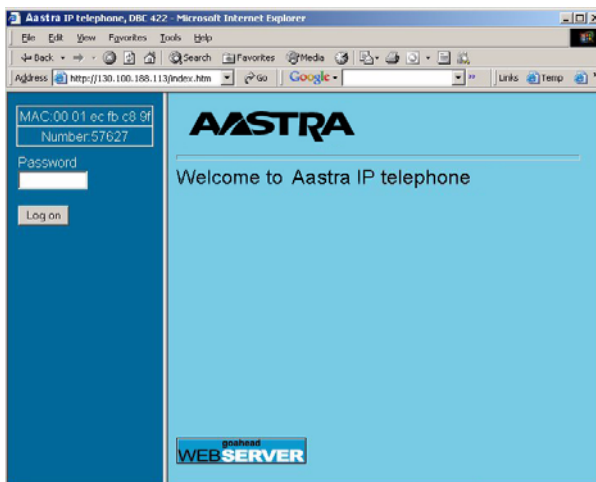 Aastra IP telephone, DBC 422 - Microsoft Internet Explorer
File Edit View Favorites Tools Help
Back Search Favorites Media
Address http://130.100.188.113/index.htm Go Google Links Temp
MAC:00 01 ec fb c8 9f
Number:57627
Password
Log on
AASTRA
Welcome to Aastra IP telephone
goahead
WEBSERVER